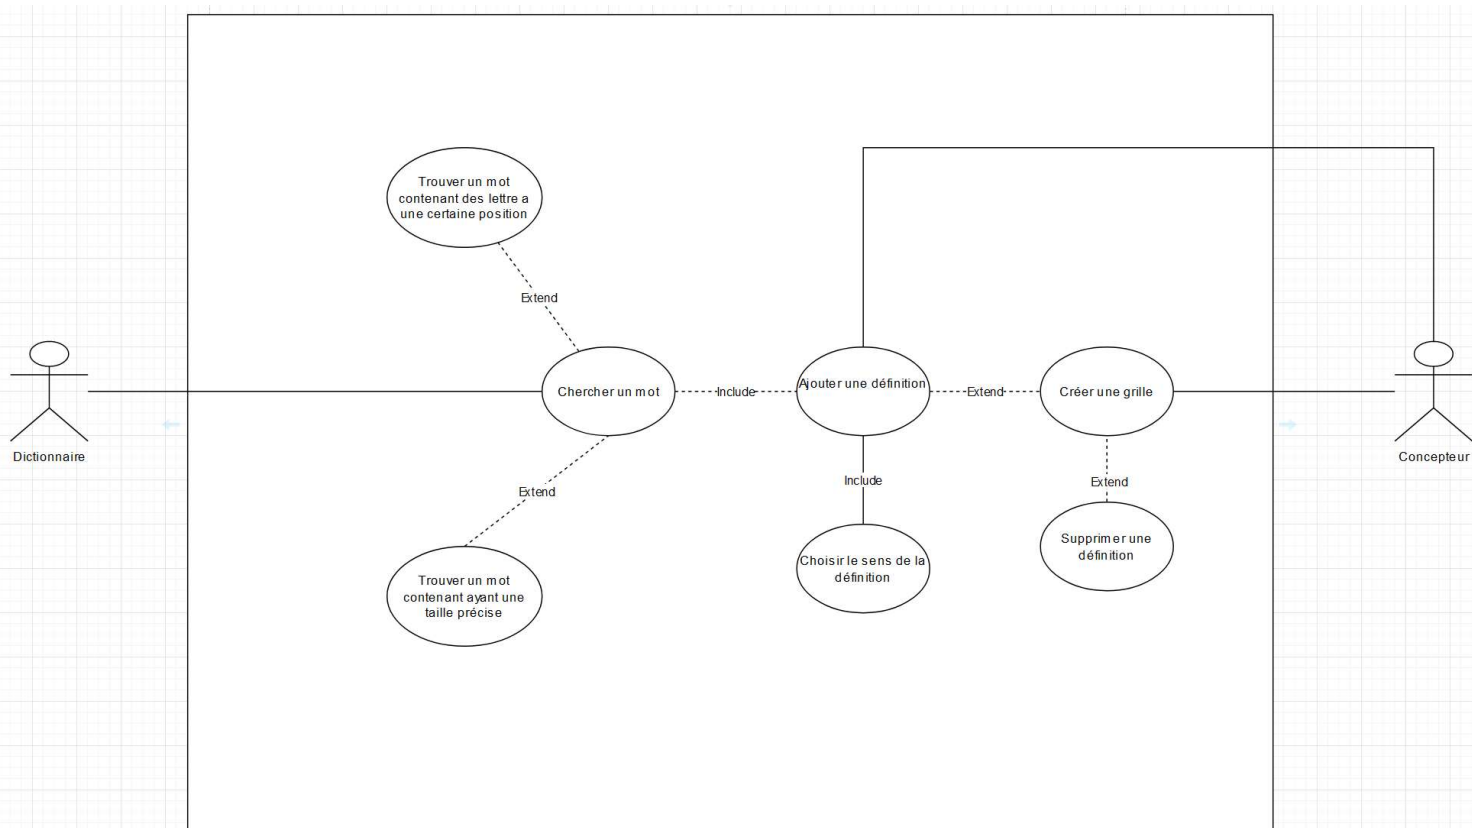 Trouver un mot
contenant des lettre a
une certaine position
Extend
Dictionnaire
Chercher un mot
Include
Ajouter une définition
Extend
Créer une grille
Concepteur
Extend
Include
Extend
Trouver un mot
contenant ayant une
taille précise
Choisir le sens de la
définition
Supprimer une
définition